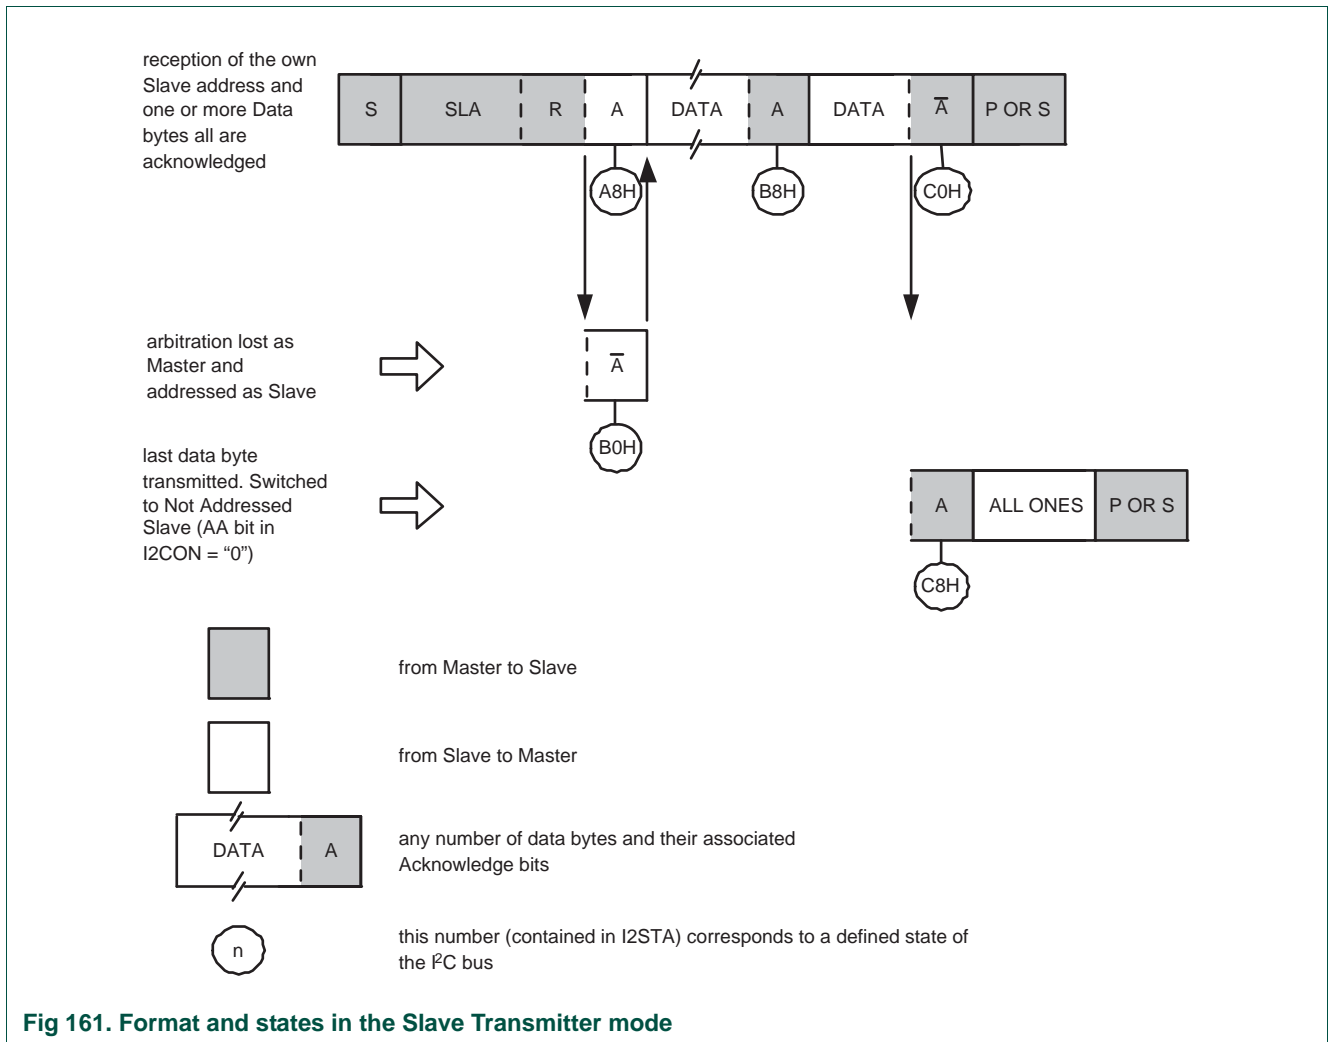 reception of the own
Slave address and
one or more Data
bytes all are
acknowledged
S SLA R A DATA A DATA A̅ P OR S
A8H B8H C0H
arbitration lost as
Master and
addressed as Slave
A̅
B0H
last data byte
transmitted. Switched
to Not Addressed
Slave (AA bit in
I2CON = “0”)
A ALL ONES P OR S
C8H
from Master to Slave
from Slave to Master
DATA A
any number of data bytes and their associated
Acknowledge bits
n
this number (contained in I2STA) corresponds to a defined state of
the I²C bus
Fig 161. Format and states in the Slave Transmitter mode